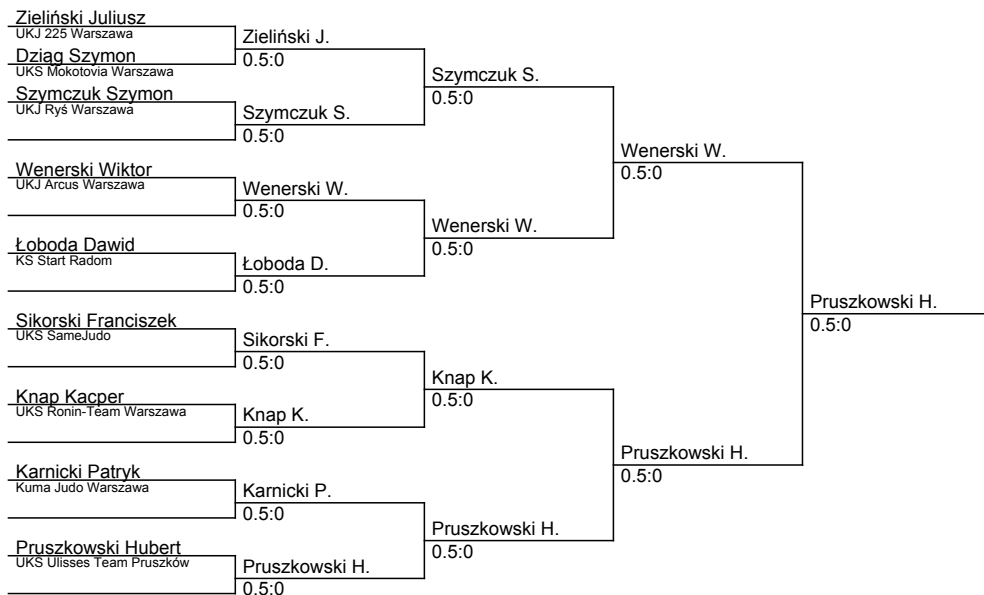 Zieliński Juliusz
UKJ 225 Warszawa
Dziąg Szymon
UKS Mokotovia Warszawa
Szymczuk Szymon
UKJ Ryś Warszawa
Wenerski Wiktor
UKJ Arcus Warszawa
Łoboda Dawid
KS Start Radom
Sikorski Franciszek
UKS SameJudo
Knap Kacper
UKS Ronin-Team Warszawa
Karnicki Patryk
Kuma Judo Warszawa
Pruszkowski Hubert
UKS Ulisses Team Pruszków
Zieliński J.
0.5:0
Szymczuk S.
0.5:0
Wenerski W.
0.5:0
Łoboda D.
0.5:0
Sikorski F.
0.5:0
Knap K.
0.5:0
Karnicki P.
0.5:0
Pruszkowski H.
0.5:0
Szymczuk S.
0.5:0
Wenerski W.
0.5:0
Knap K.
0.5:0
Pruszkowski H.
0.5:0
Wenerski W.
0.5:0
Pruszkowski H.
0.5:0
Pruszkowski H.
0.5:0